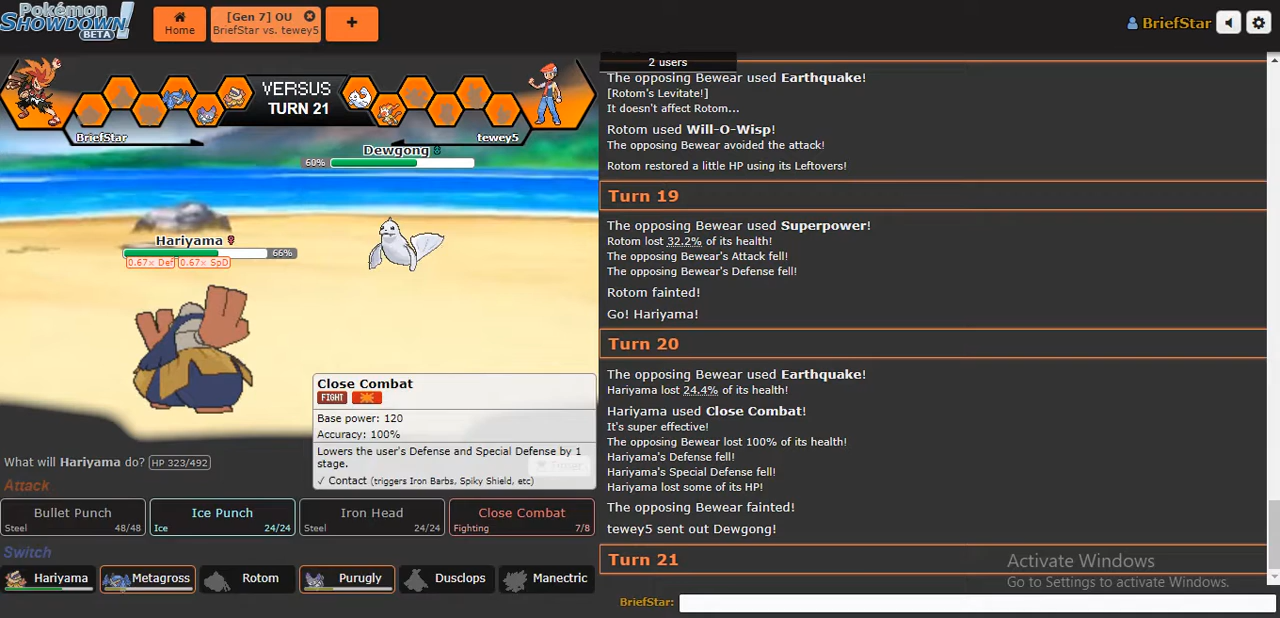 Pokémon
SHOWDOWN!
BETA
Home
[Gen 7] OU
BriefStar vs. tewey5
+
BriefStar
VERSUS
TURN 21
BriefStar
tewey5
Dewgong
60%
Hariyama
66%
0.67× Def 0.67× SpD
Close Combat
FIGHT
Base power: 120
Accuracy: 100%
Lowers the user's Defense and Special Defense by 1
stage.
✓ Contact (triggers Iron Barbs, Spiky Shield, etc)
Timer
What will Hariyama do? HP 323/492
Attack
Bullet Punch
Steel 48/48
Ice Punch
Ice 24/24
Iron Head
Steel 24/24
Close Combat
Fighting 7/8
Switch
Hariyama
Metagross
Rotom
Purugly
Dusclops
Manectric
2 users
The opposing Bewear used Earthquake!
[Rotom's Levitate!]
It doesn't affect Rotom...
Rotom used Will-O-Wisp!
The opposing Bewear avoided the attack!
Rotom restored a little HP using its Leftovers!
Turn 19
The opposing Bewear used Superpower!
Rotom lost 32.2% of its health!
The opposing Bewear's Attack fell!
The opposing Bewear's Defense fell!
Rotom fainted!
Go! Hariyama!
Turn 20
The opposing Bewear used Earthquake!
Hariyama lost 24.4% of its health!
Hariyama used Close Combat!
It's super effective!
The opposing Bewear lost 100% of its health!
Hariyama's Defense fell!
Hariyama's Special Defense fell!
Hariyama lost some of its HP!
The opposing Bewear fainted!
tewey5 sent out Dewgong!
Turn 21
Activate Windows
Go to Settings to activate Windows.
BriefStar: